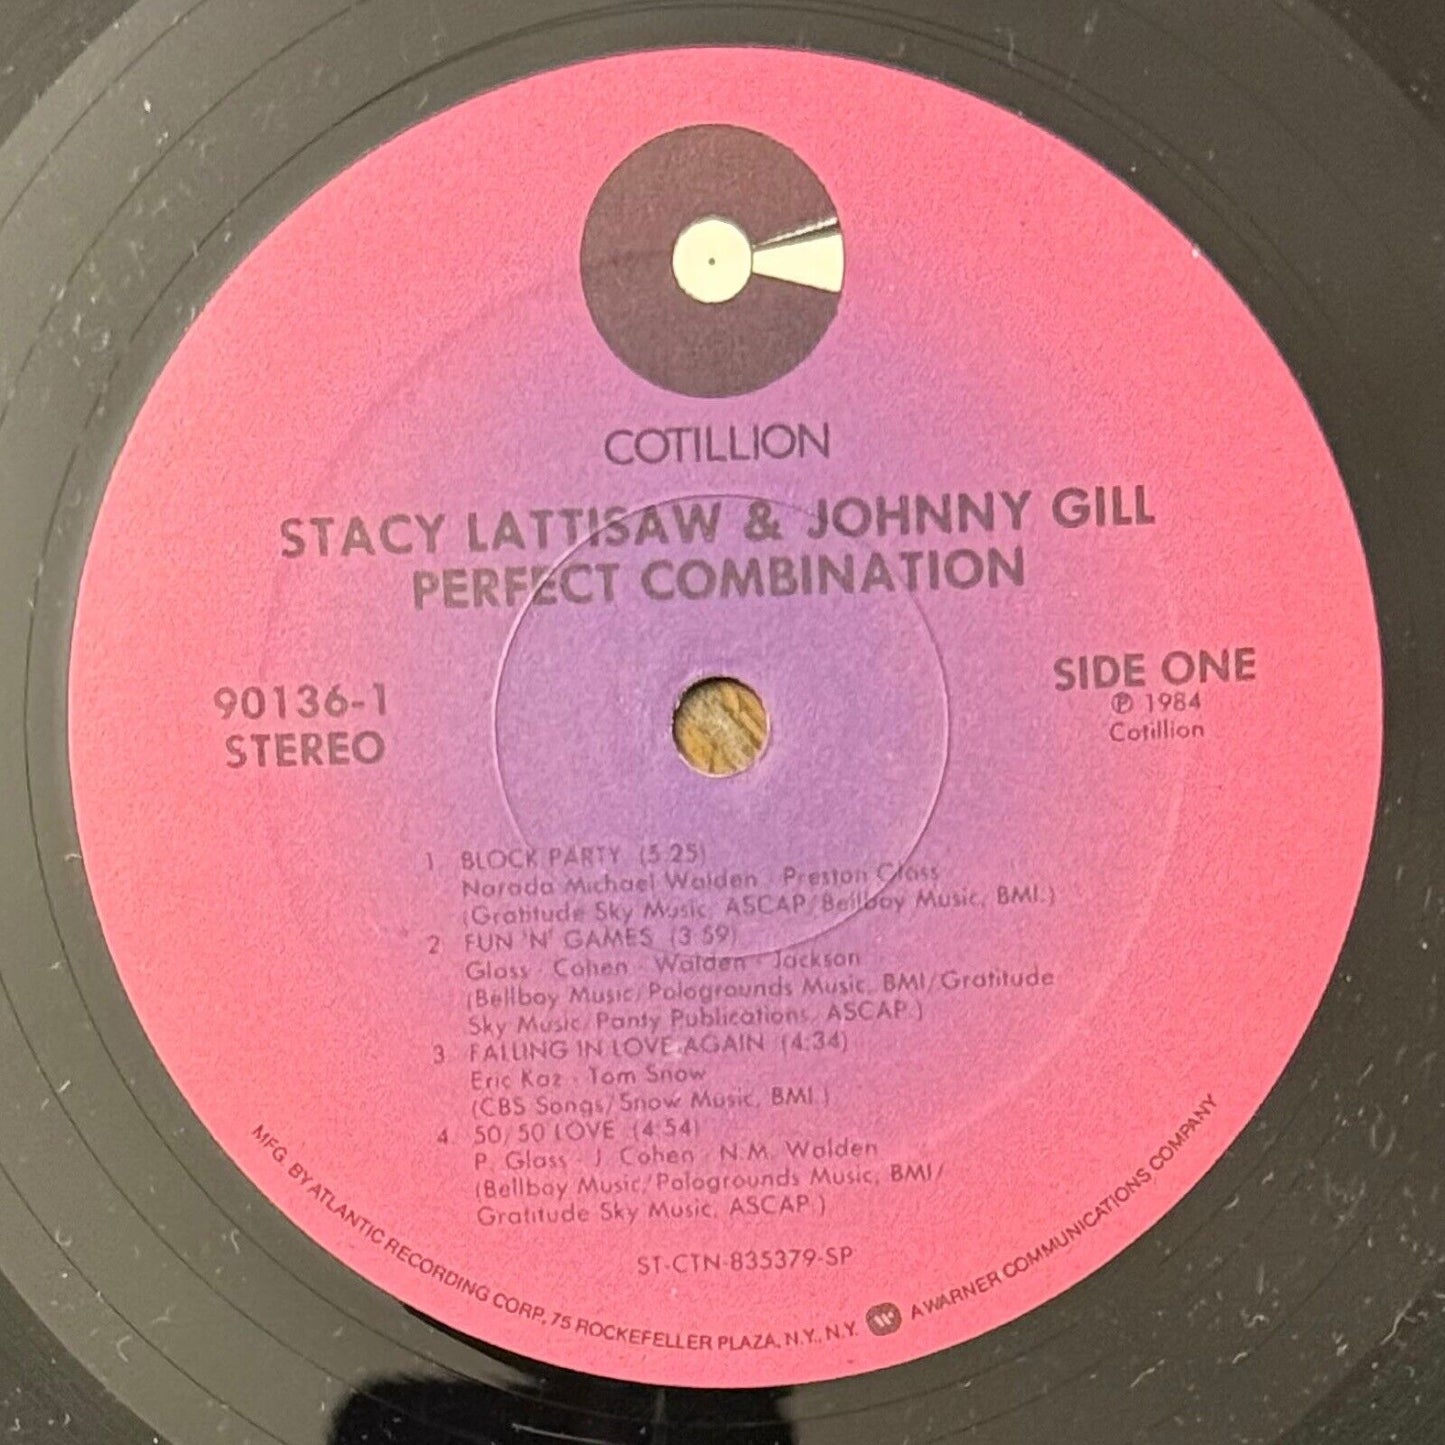 COTILLION
STACY LATTISAW & JOHNNY GILL
PERFECT COMBINATION
90136-1
STEREO
SIDE ONE
℗ 1984
Cotillion
1 BLOCK PARTY (5:25)
Narada Michael Walden · Preston Glass
(Gratitude Sky Music, ASCAP/Bellboy Music, BMI.)
2 FUN 'N' GAMES (3:59)
Glass · Cohen · Walden · Jackson
(Bellboy Music/Pologrounds Music, BMI/Gratitude
Sky Music/Panty Publications, ASCAP.)
3 FALLING IN LOVE AGAIN (4:34)
Eric Kaz · Tom Snow
(CBS Songs/Snow Music, BMI.)
4 50/50 LOVE (4:54)
P. Glass · J. Cohen · N.M. Walden
(Bellboy Music/Pologrounds Music, BMI/
Gratitude Sky Music, ASCAP.)
ST-CTN-835379-SP
MFG. BY ATLANTIC RECORDING CORP., 75 ROCKEFELLER PLAZA, N.Y., N.Y. W A WARNER COMMUNICATIONS COMPANY